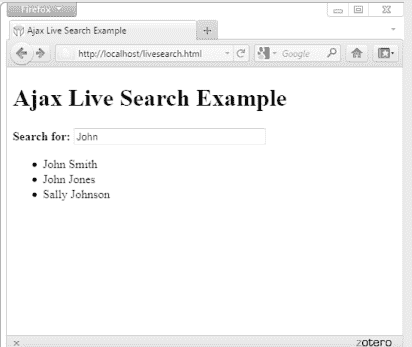 Firefox
Ajax Live Search Example
http://localhost/livesearch.html
Google
Ajax Live Search Example
Search for: John
John Smith
John Jones
Sally Johnson
zotero